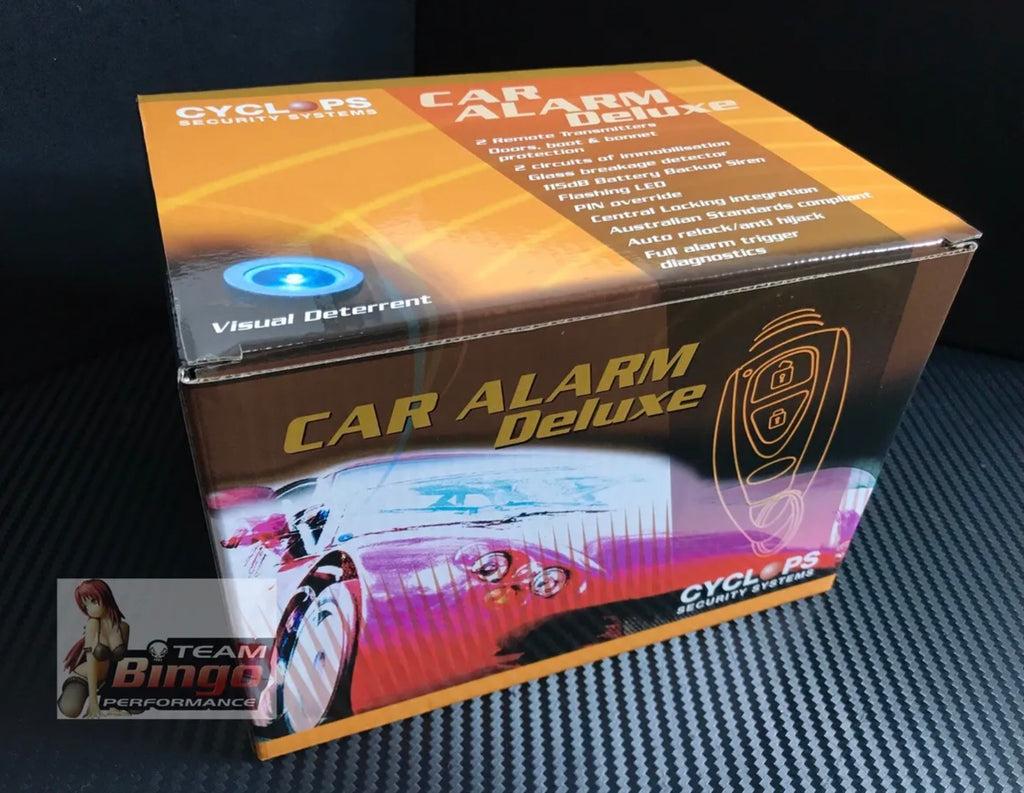 CYCLOPS
SECURITY SYSTEMS
CAR
ALARM
Deluxe
2 Remote Transmitters
Doors, boot & bonnet
protection
2 circuits of immobilisation
Glass breakage detector
115dB Battery Backup Siren
Flashing LED
PIN override
Central Locking Integration
Australian Standards compliant
Auto relock/anti hijack
Full alarm trigger
diagnostics
Visual Deterrent
CAR ALARM
Deluxe
CYCLOPS
SECURITY SYSTEMS
TEAM
Bingo
PERFORMANCE